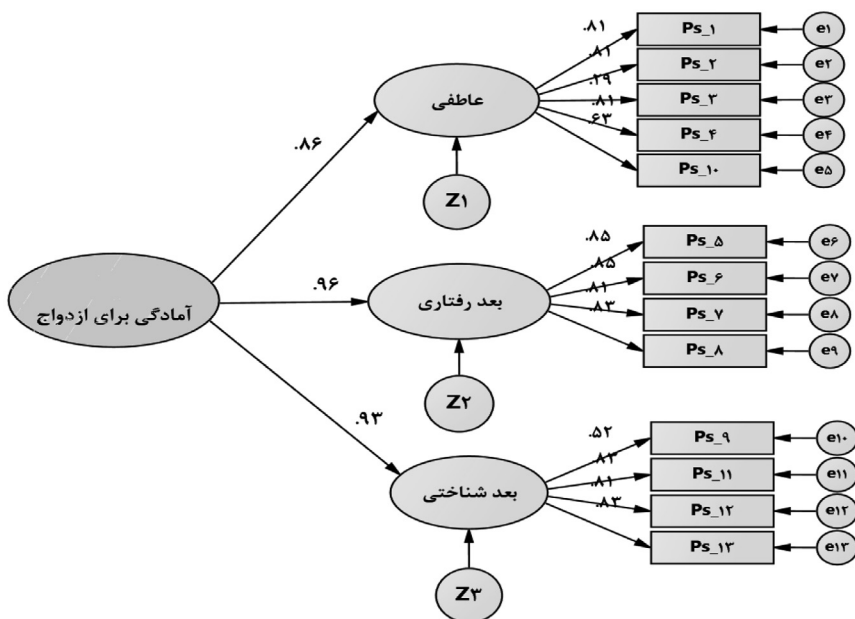 .۸۱
Ps_۱
e۱
.۸۱
Ps_۲
e۲
عاطفی
.۲۹
Ps_۳
e۳
.۸۱
Ps_۴
e۴
.۶۳
Ps_۱۰
e۵
.۸۶
Z۱
.۸۵
Ps_۵
e۶
.۸۵
Ps_۶
e۷
.۹۶
بعد رفتاری
.۸۱
Ps_۷
e۸
.۸۳
Ps_۸
e۹
آمادگی برای ازدواج
Z۲
.۹۳
.۵۲
Ps_۹
e۱۰
.۸۳
Ps_۱۱
e۱۱
بعد شناختی
.۸۱
Ps_۱۲
e۱۲
.۸۳
Ps_۱۳
e۱۳
Z۳